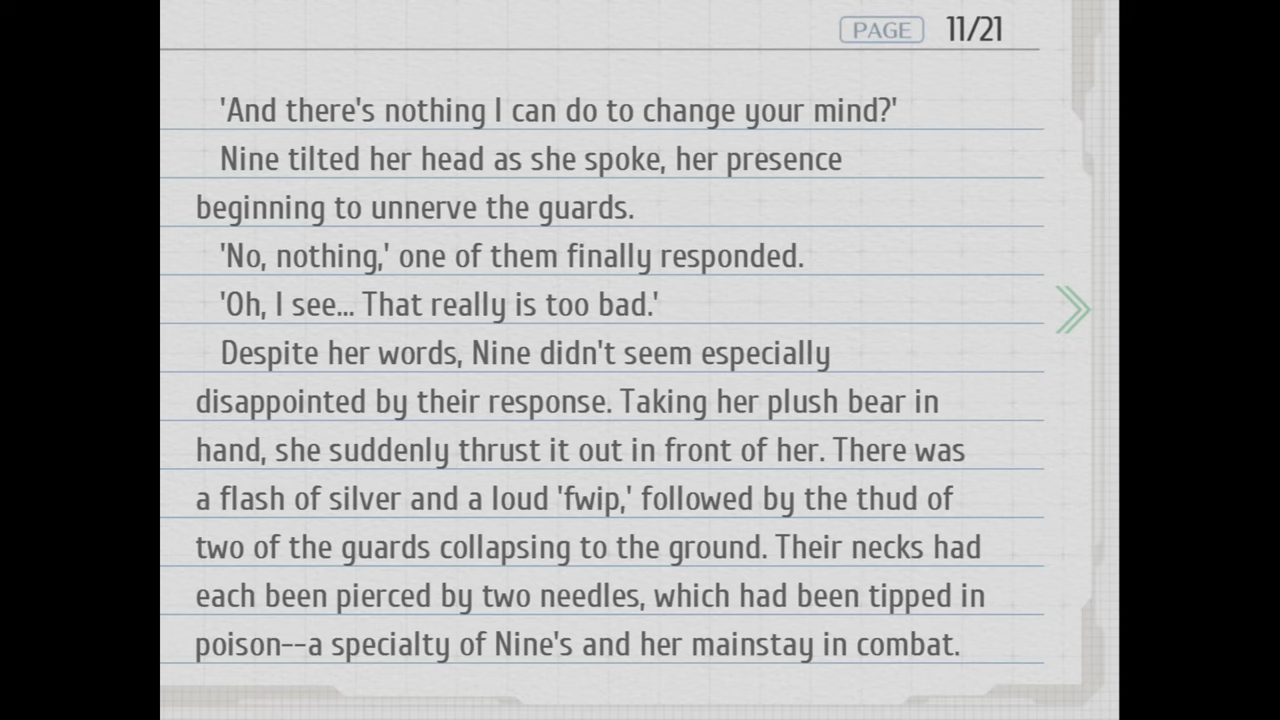 PAGE 11/21
'And there's nothing I can do to change your mind?'
Nine tilted her head as she spoke, her presence
beginning to unnerve the guards.
'No, nothing,' one of them finally responded.
'Oh, I see... That really is too bad.'
Despite her words, Nine didn't seem especially
disappointed by their response. Taking her plush bear in
hand, she suddenly thrust it out in front of her. There was
a flash of silver and a loud 'fwip,' followed by the thud of
two of the guards collapsing to the ground. Their necks had
each been pierced by two needles, which had been tipped in
poison--a specialty of Nine's and her mainstay in combat.